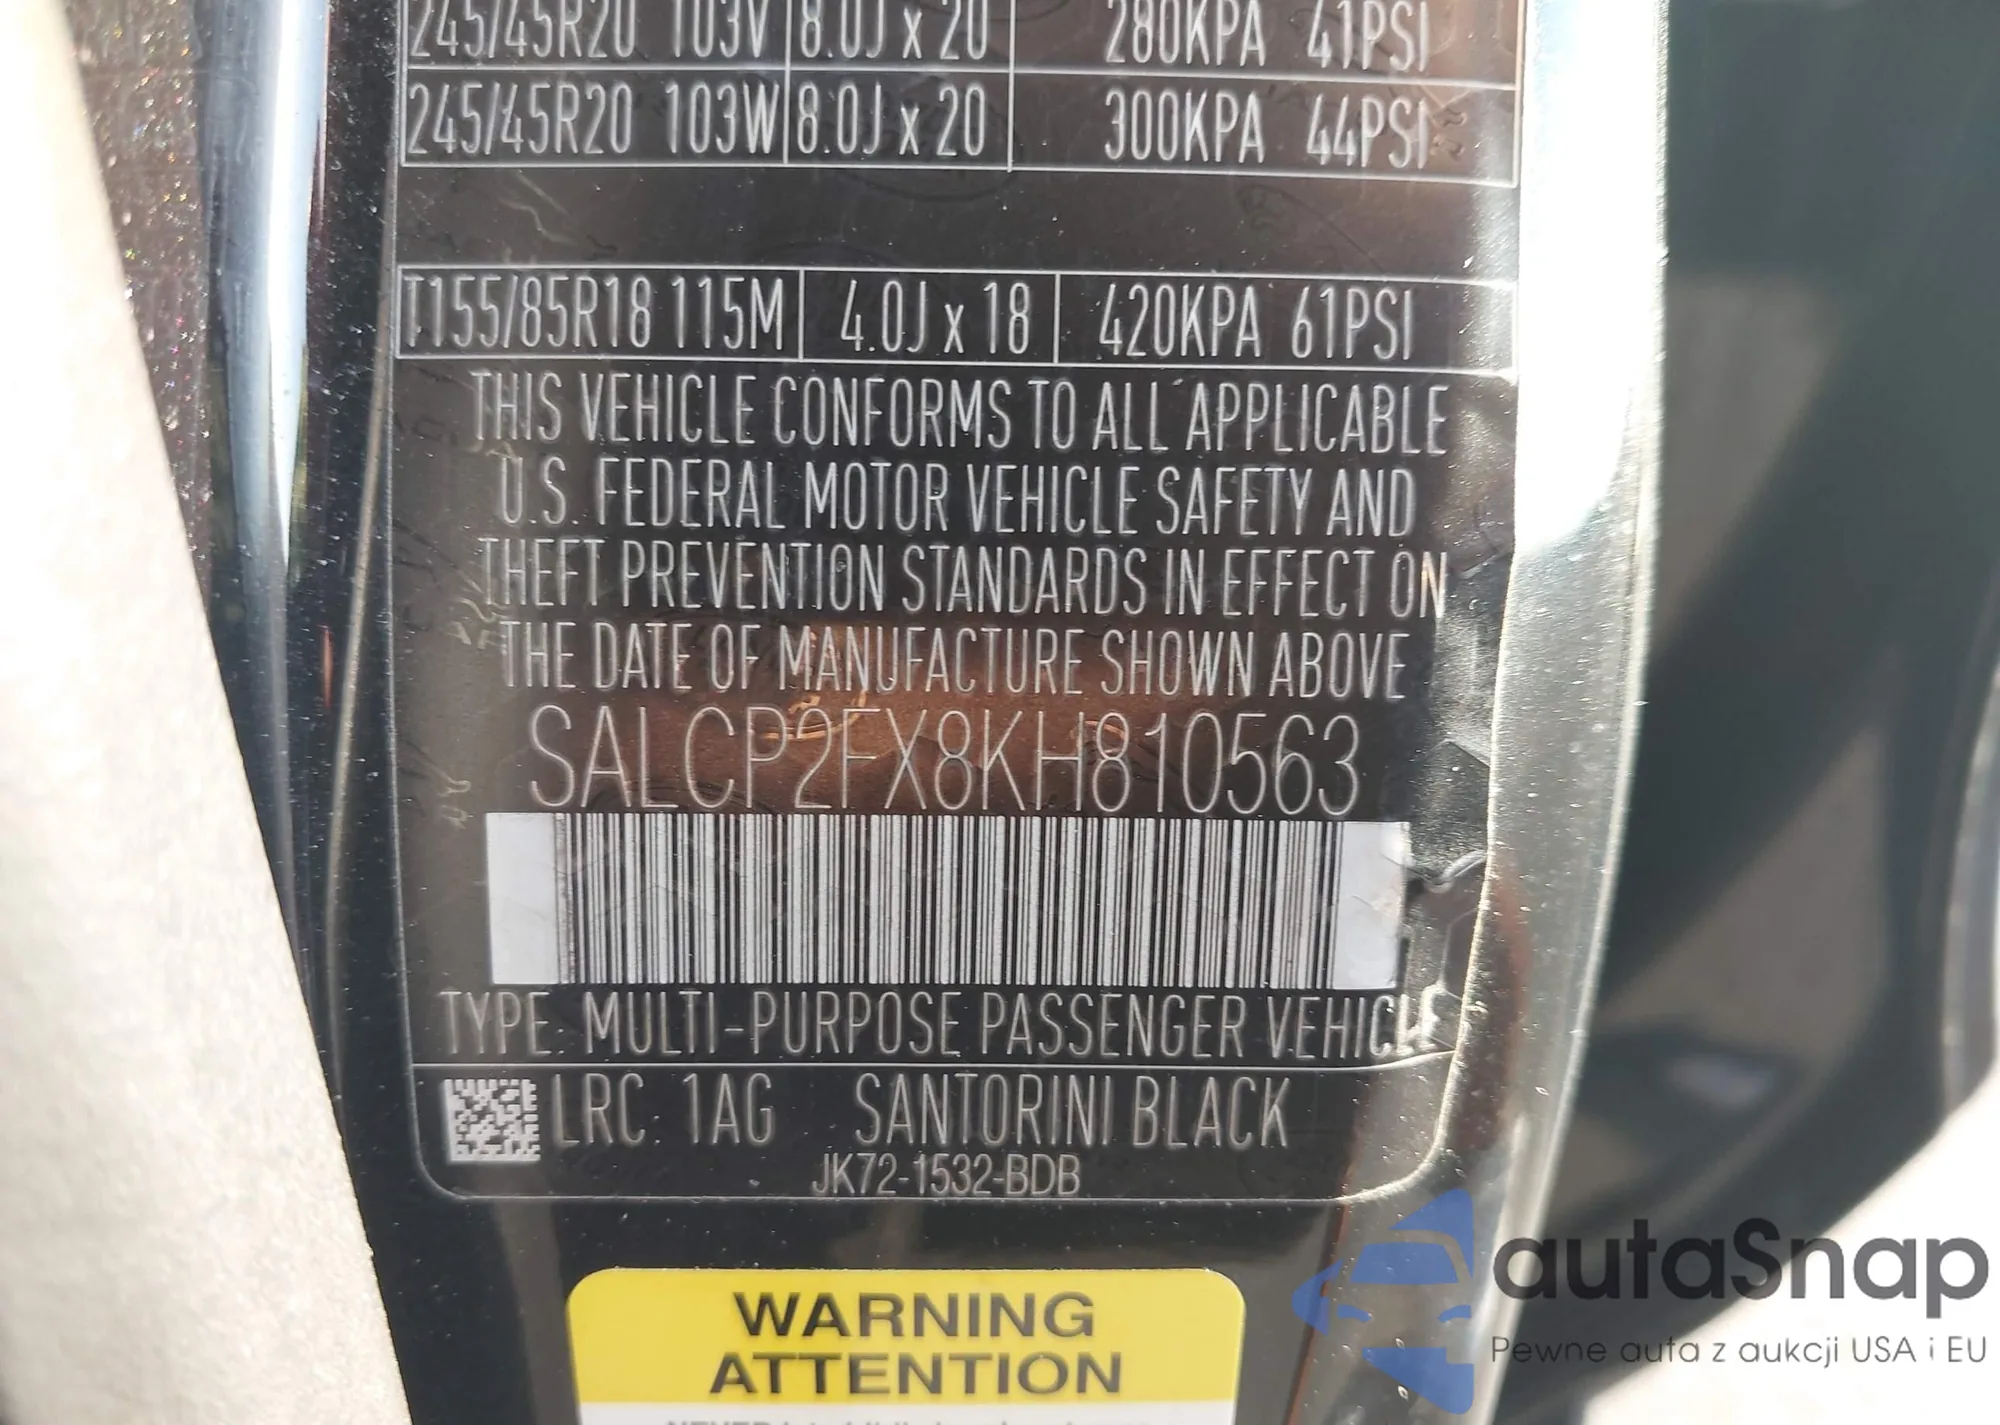 245/45R20 103V 8.0J x 20 280KPA 41PSI
245/45R20 103W 8.0J x 20 300KPA 44PSI
T155/85R18 115M 4.0J x 18 420KPA 61PSI
THIS VEHICLE CONFORMS TO ALL APPLICABLE
U.S. FEDERAL MOTOR VEHICLE SAFETY AND
THEFT PREVENTION STANDARDS IN EFFECT ON
THE DATE OF MANUFACTURE SHOWN ABOVE
SALCP2FX8KH810563
TYPE: MULTI-PURPOSE PASSENGER VEHICLE
LRC: 1AG SANTORINI BLACK
JK72-1532-BDB
WARNING
ATTENTION
autaSnap
Pewne auta z aukcji USA i EU